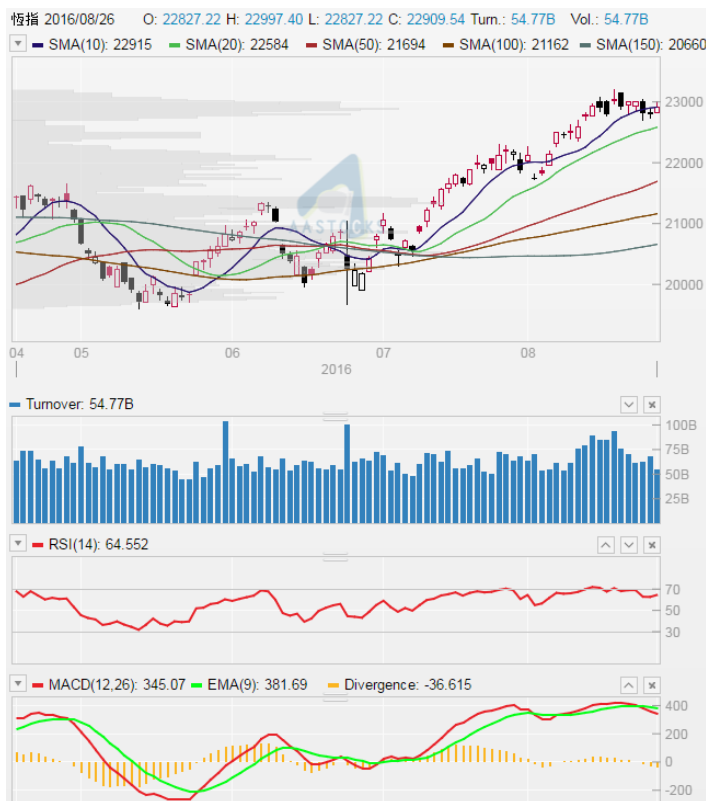 恆指 2016/08/26 O: 22827.22 H: 22997.40 L: 22827.22 C: 22909.54 Turn.: 54.77B Vol.: 54.77B
SMA(10): 22915 SMA(20): 22584 SMA(50): 21694 SMA(100): 21162 SMA(150): 20660
23000
22000
AASTOCKS
21000
20000
04 05 06 07 08
2016
Turnover: 54.77B
100B
75B
50B
25B
RSI(14): 64.552
70
50
30
MACD(12,26): 345.07 EMA(9): 381.69 Divergence: -36.615
400
200
0
-200